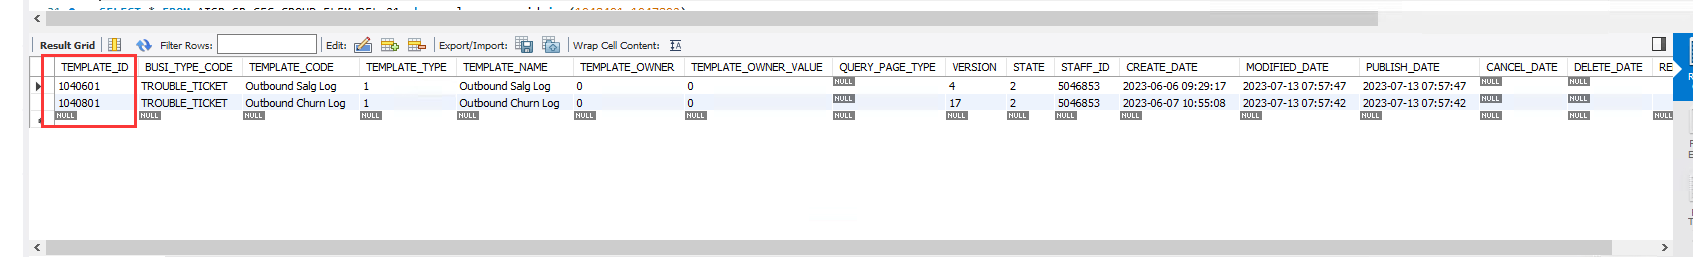 Result Grid Filter Rows: Edit: Export/Import: Wrap Cell Content:
TEMPLATE_ID BUSI_TYPE_CODE TEMPLATE_CODE TEMPLATE_TYPE TEMPLATE_NAME TEMPLATE_OWNER TEMPLATE_OWNER_VALUE QUERY_PAGE_TYPE VERSION STATE STAFF_ID CREATE_DATE MODIFIED_DATE PUBLISH_DATE CANCEL_DATE DELETE_DATE RE
1040601 TROUBLE_TICKET Outbound Salg Log 1 Outbound Salg Log 0 0 NULL 4 2 5046853 2023-06-06 09:29:17 2023-07-13 07:57:47 2023-07-13 07:57:47 NULL NULL
1040801 TROUBLE_TICKET Outbound Churn Log 1 Outbound Churn Log 0 0 NULL 17 2 5046853 2023-06-07 10:55:08 2023-07-13 07:57:42 2023-07-13 07:57:42 NULL NULL
NULL NULL NULL NULL NULL NULL NULL NULL NULL NULL NULL NULL NULL NULL NULL NULL NULL